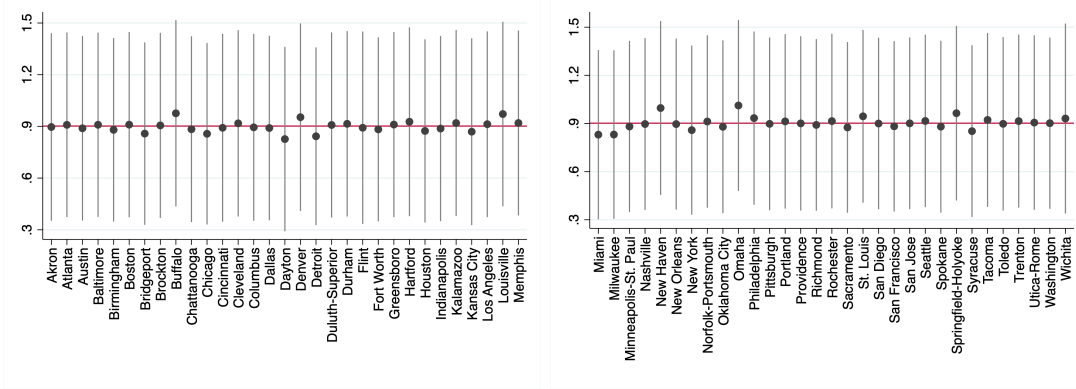 1.5
1.2
.9
.6
.3
Akron
Atlanta
Austin
Baltimore
Birmingham
Boston
Bridgeport
Brockton
Buffalo
Chattanooga
Chicago
Cincinnati
Cleveland
Columbus
Dallas
Dayton
Denver
Detroit
Duluth-Superior
Durham
Flint
Fort Worth
Greensboro
Hartford
Houston
Indianapolis
Kalamazoo
Kansas City
Los Angeles
Louisville
Memphis
1.5
1.2
.9
.6
.3
Miami
Milwaukee
Minneapolis-St. Paul
Nashville
New Haven
New Orleans
New York
Norfolk-Portsmouth
Oklahoma City
Omaha
Philadelphia
Pittsburgh
Portland
Providence
Richmond
Rochester
Sacramento
St. Louis
San Diego
San Francisco
San Jose
Seattle
Spokane
Springfield-Holyoke
Syracuse
Tacoma
Toledo
Trenton
Utica-Rome
Washington
Wichita